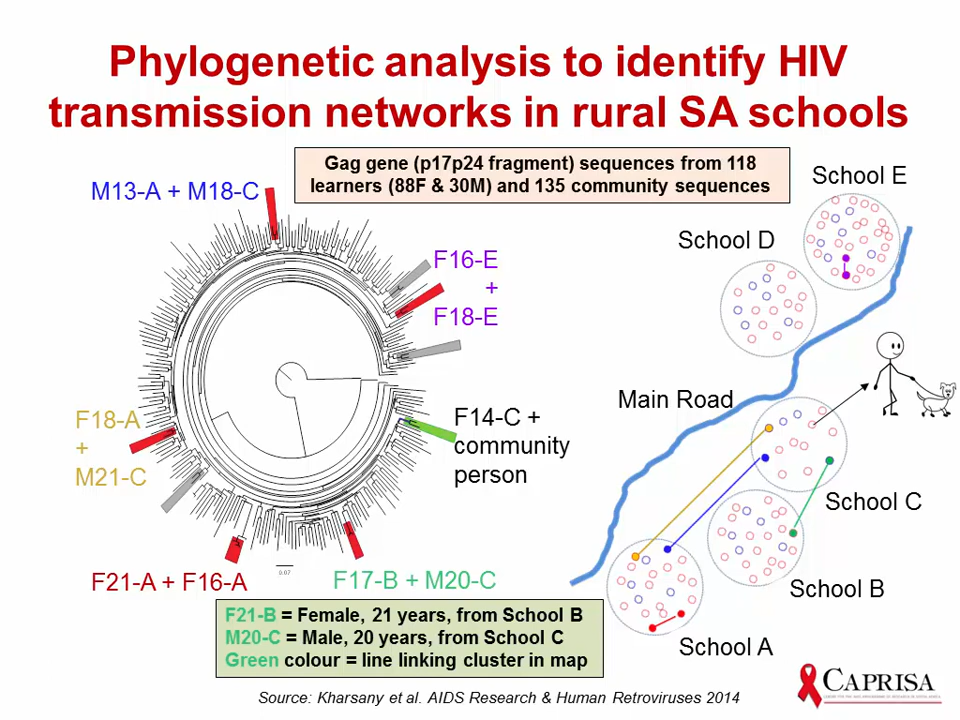 Phylogenetic analysis to identify HIV
transmission networks in rural SA schools
Gag gene (p17p24 fragment) sequences from 118
learners (88F & 30M) and 135 community sequences
M13-A + M18-C
F16-E
+
F18-E
F18-A
+
M21-C
F14-C +
community
person
F21-A + F16-A
0.07
F17-B + M20-C
School E
School D
Main Road
School C
School B
School A
F21-B = Female, 21 years, from School B
M20-C = Male, 20 years, from School C
Green colour = line linking cluster in map
Source: Kharsany et al. AIDS Research & Human Retroviruses 2014
CAPRISA